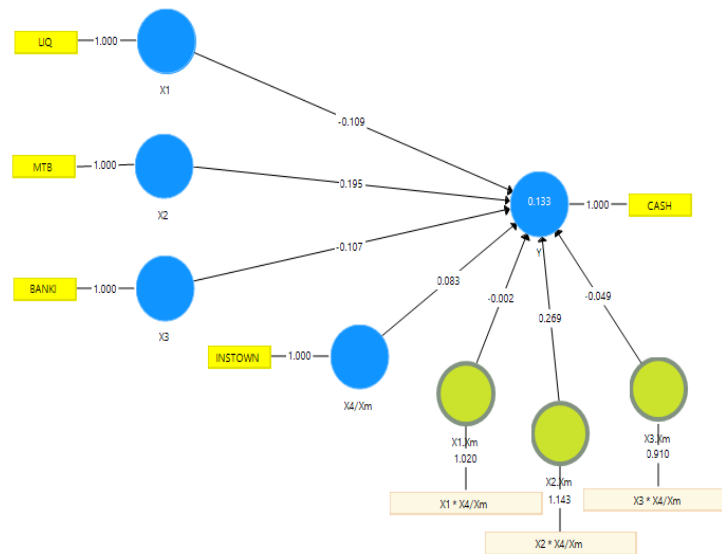 LIQ
1.000
X1
-0.109
MTB
1.000
X2
0.195
0.133
1.000
CASH
Y
BANKI
1.000
X3
-0.107
0.083
-0.002
0.269
-0.049
INSTOWN
1.000
X4/Xm
X1.Xm
1.020
X2.Xm
1.143
X3.Xm
0.910
X1 * X4/Xm
X2 * X4/Xm
X3 * X4/Xm